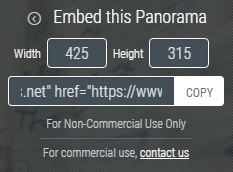 Embed this Panorama
Width 425 Height 315
s.net" href="https://www
COPY
For Non-Commercial Use Only
For commercial use, contact us